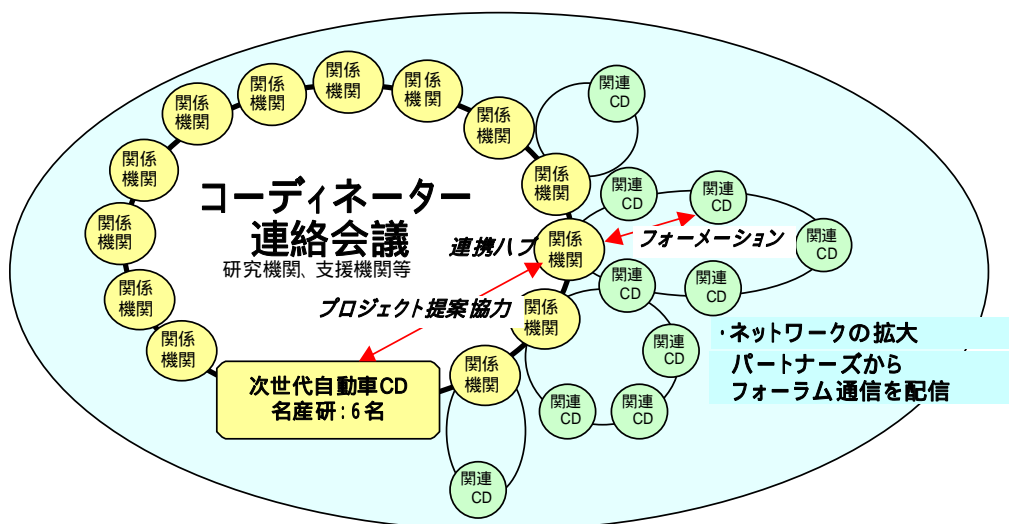 関係
機関
関係
機関
関係
機関
関係
機関
関係
機関
関係
機関
関係
機関
関係
機関
関係
機関
関係
機関
関係
機関
関係
機関
関係
機関
関係
機関
コーディネーター
連絡会議
研究機関、支援機関等
連携ハブ
フォーメーション
プロジェクト提案協力
次世代自動車CD
名産研：6名
関連
CD
関連
CD
関連
CD
関連
CD
関連
CD
関連
CD
関連
CD
関連
CD
関連
CD
関連
CD
・ネットワークの拡大
パートナーズから
フォーラム通信を配信